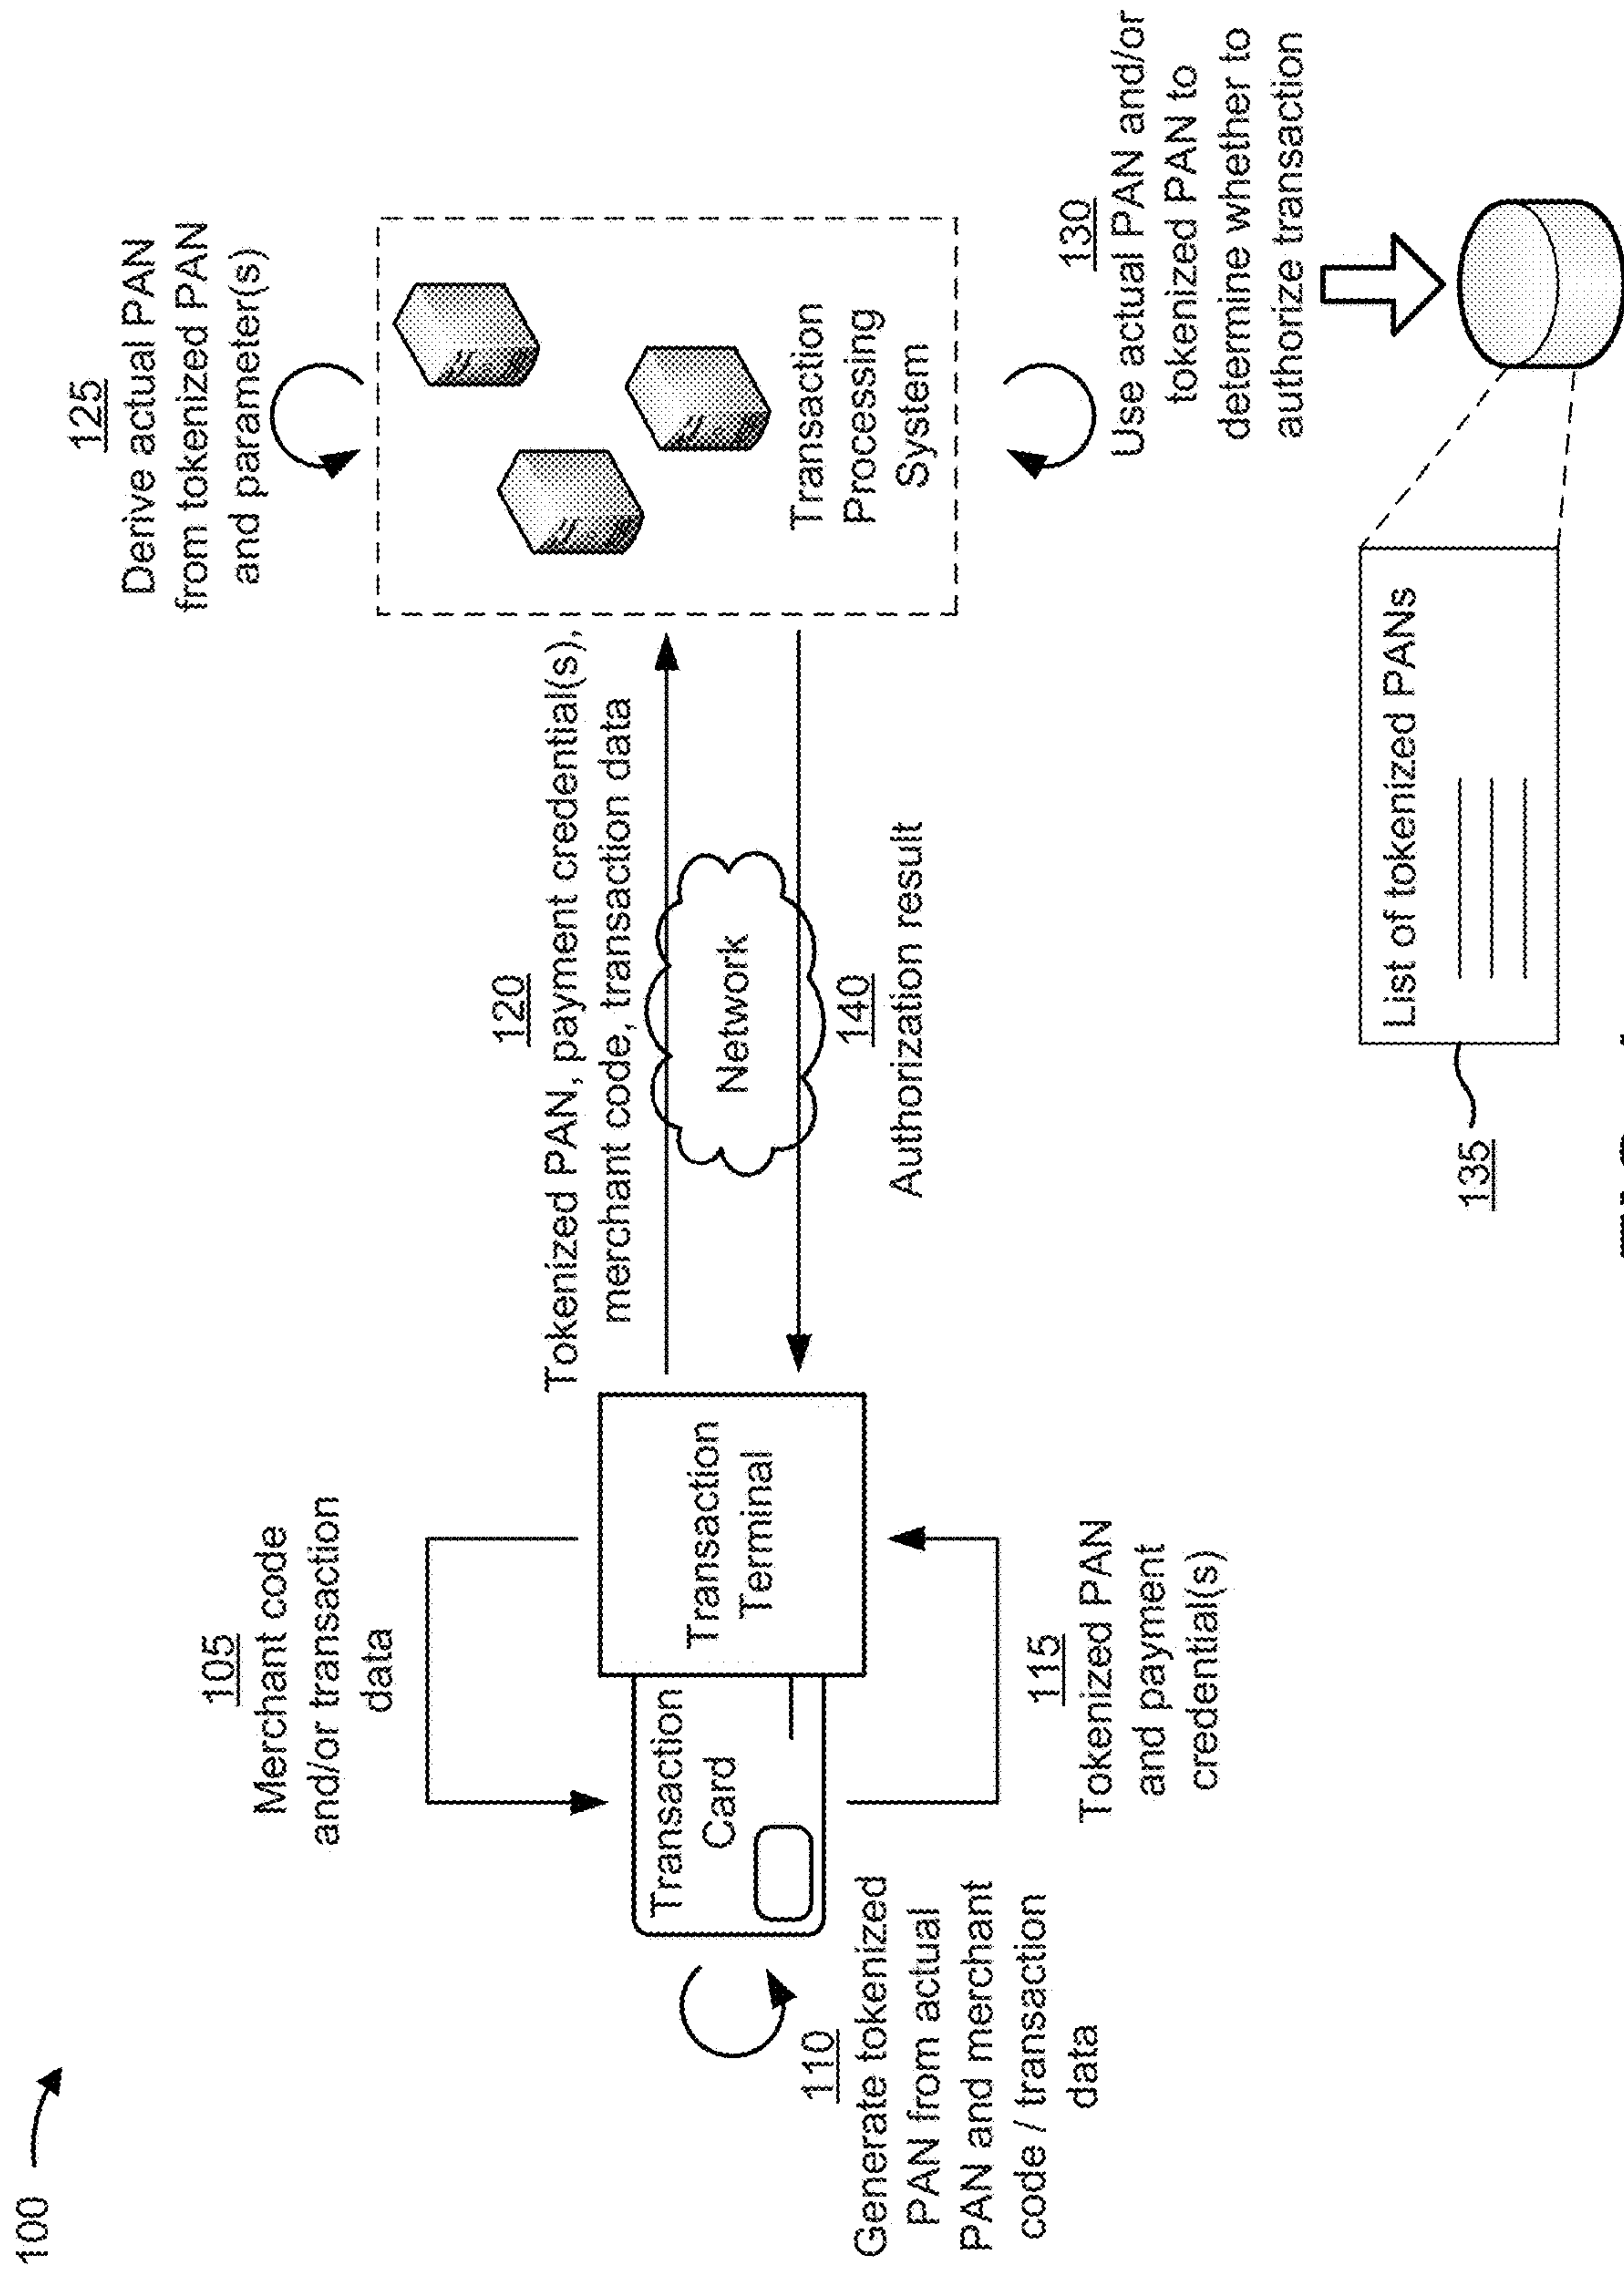 100
105
Merchant code
and/or transaction
data
110
Generate tokenized
PAN from actual
PAN and merchant
code / transaction
data
Transaction
Card
Transaction
Terminal
115
Tokenized PAN
and payment
credential(s)
120
Tokenized PAN, payment credential(s),
merchant code, transaction data
Network
140
Authorization result
125
Derive actual PAN
from tokenized PAN
and parameter(s)
Transaction
Processing
System
130
Use actual PAN and/or
tokenized PAN to
determine whether to
authorize transaction
135
List of tokenized PANs